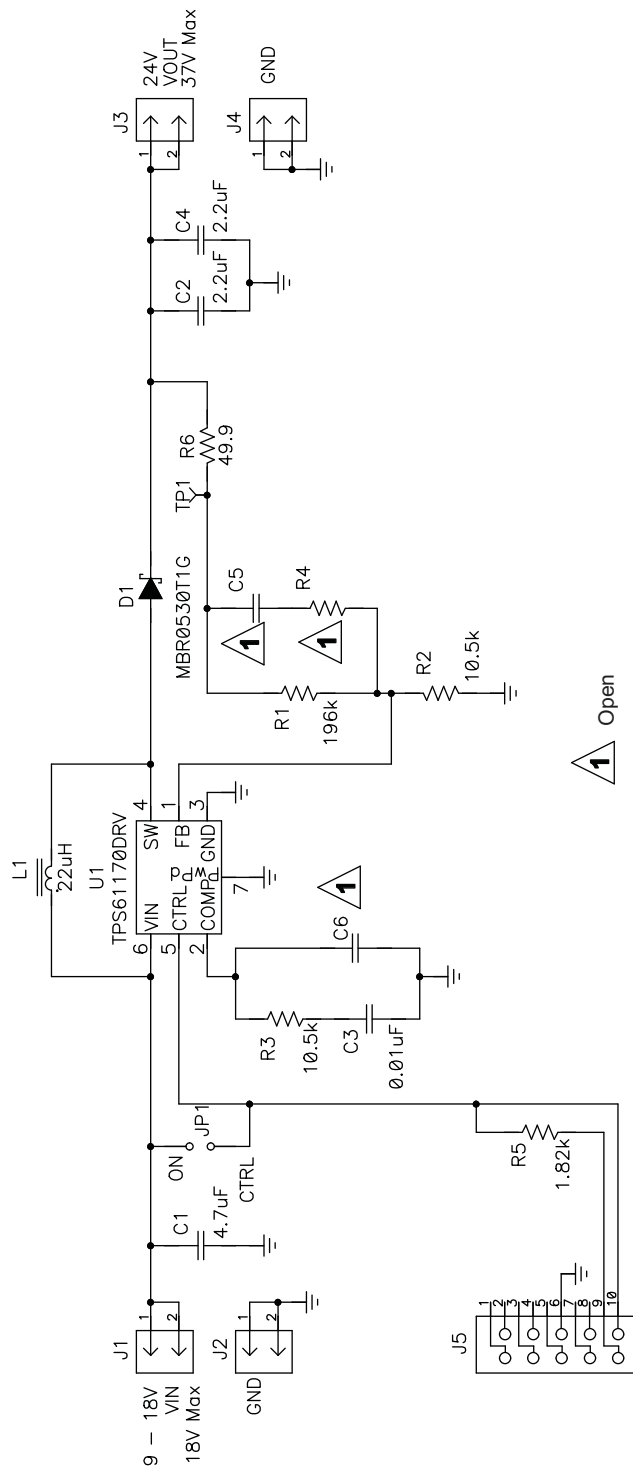 L1
22uH
U1
TPS61170DRV
6
VIN
SW
4
5
CTRL
FB
1
2
COMP
GND
3
PwPd
7
D1
MBR0530T1G
J1
1
2
9 – 18V
VIN
18V Max
J2
1
2
GND
C1
4.7uF
ON
JP1
CTRL
R3
10.5k
C3
0.01uF
C6
1
R1
196k
C5
1
R4
1
R2
10.5k
TP1
R6
49.9
C2
2.2uF
C4
2.2uF
J3
1
2
24V
VOUT
37V Max
J4
1
2
GND
J5
1
2
3
4
5
6
7
8
9
10
R5
1.82k
1 Open